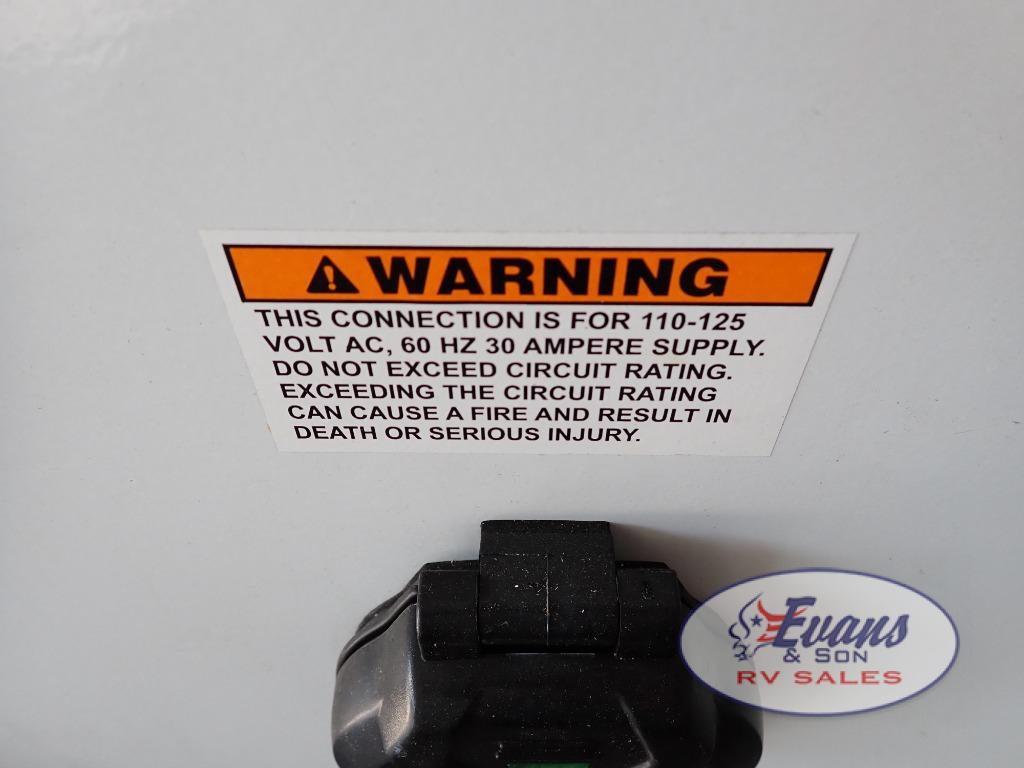 WARNING
THIS CONNECTION IS FOR 110-125
VOLT AC, 60 HZ 30 AMPERE SUPPLY.
DO NOT EXCEED CIRCUIT RATING.
EXCEEDING THE CIRCUIT RATING
CAN CAUSE A FIRE AND RESULT IN
DEATH OR SERIOUS INJURY.
Evans
& SON
RV SALES